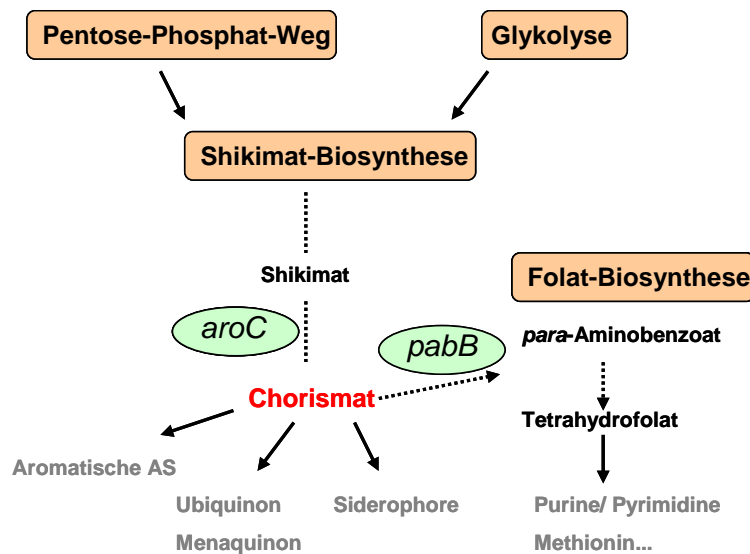 Pentose-Phosphat-Weg
Glykolyse
Shikimat-Biosynthese
Shikimat
Folat-Biosynthese
aroC
pabB
para-Aminobenzoat
Chorismat
Tetrahydrofolat
Aromatische AS
Ubiquinon
Siderophore
Purine/ Pyrimidine
Menaquinon
Methionin...